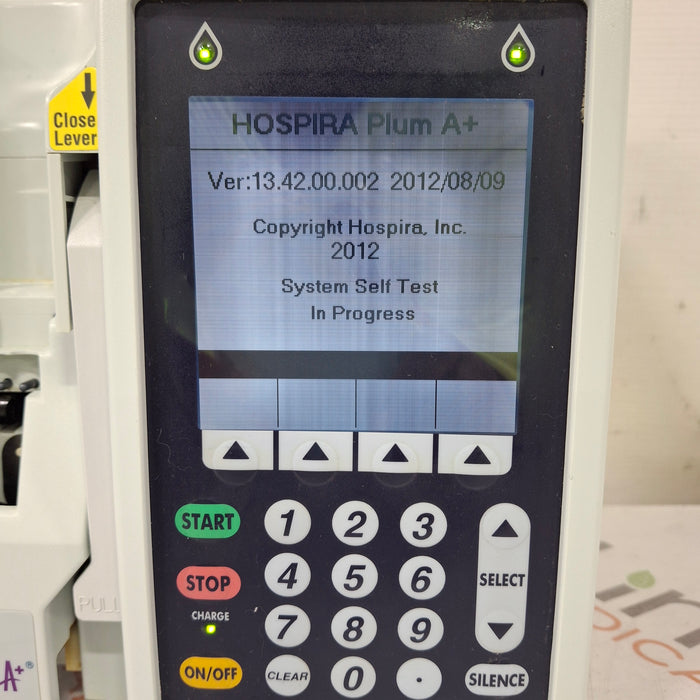 Close
Lever
HOSPIRA Plum A+
Ver:13.42.00.002 2012/08/09
Copyright Hospira, Inc.
2012
System Self Test
In Progress
START
1
2
3
STOP
4
5
6
SELECT
CHARGE
7
8
9
ON/OFF
CLEAR
0
.
SILENCE
PULL
A+®